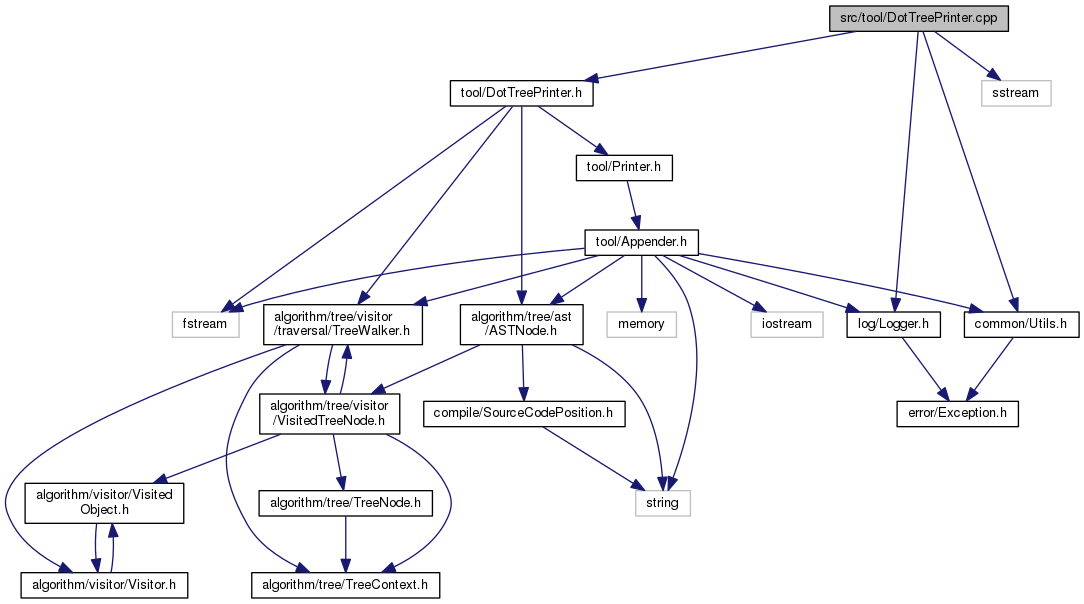 src/tool/DotTreePrinter.cpp
tool/DotTreePrinter.h
sstream
tool/Printer.h
tool/Appender.h
fstream
algorithm/tree/visitor
/traversal/TreeWalker.h
algorithm/tree/ast
/ASTNode.h
memory
iostream
log/Logger.h
common/Utils.h
algorithm/tree/visitor
/VisitedTreeNode.h
compile/SourceCodePosition.h
error/Exception.h
algorithm/visitor/Visited
Object.h
algorithm/tree/TreeNode.h
string
algorithm/visitor/Visitor.h
algorithm/tree/TreeContext.h